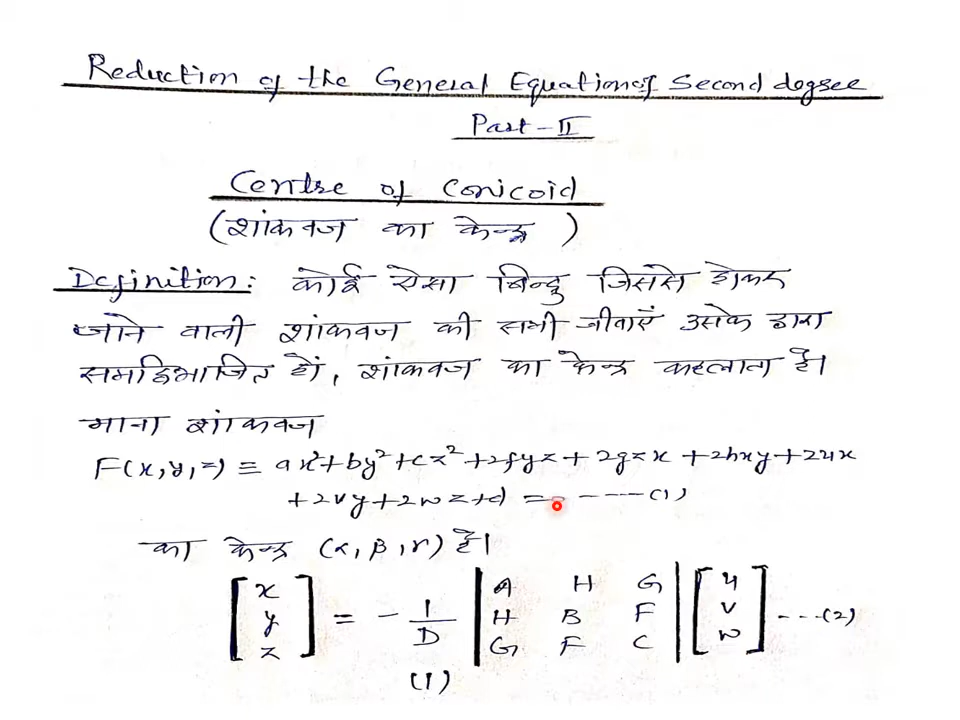 Reduction of the General Equation of Second degree
Part-II
Centre of Conicoid
(शांकवज का केन्द्र)
Definition: कोई ऐसा बिन्दु जिससे होकर
जाने वाली शांकवज की सभी जीवाएँ उसके द्वारा
समद्विभाजित हों, शांकवज का केन्द्र कहलाता है।
माना शांकवज
F(x,y,z) ≡ ax²+by²+cz²+2fyz+2gzx+2hxy+2ux
+2vy+2wz+d = 0 -----(1)
का केन्द्र (α, β, γ) है।
[x y z] = - 1/D |A H G; H B F; G F C| [u v w] ---(2)
(1)